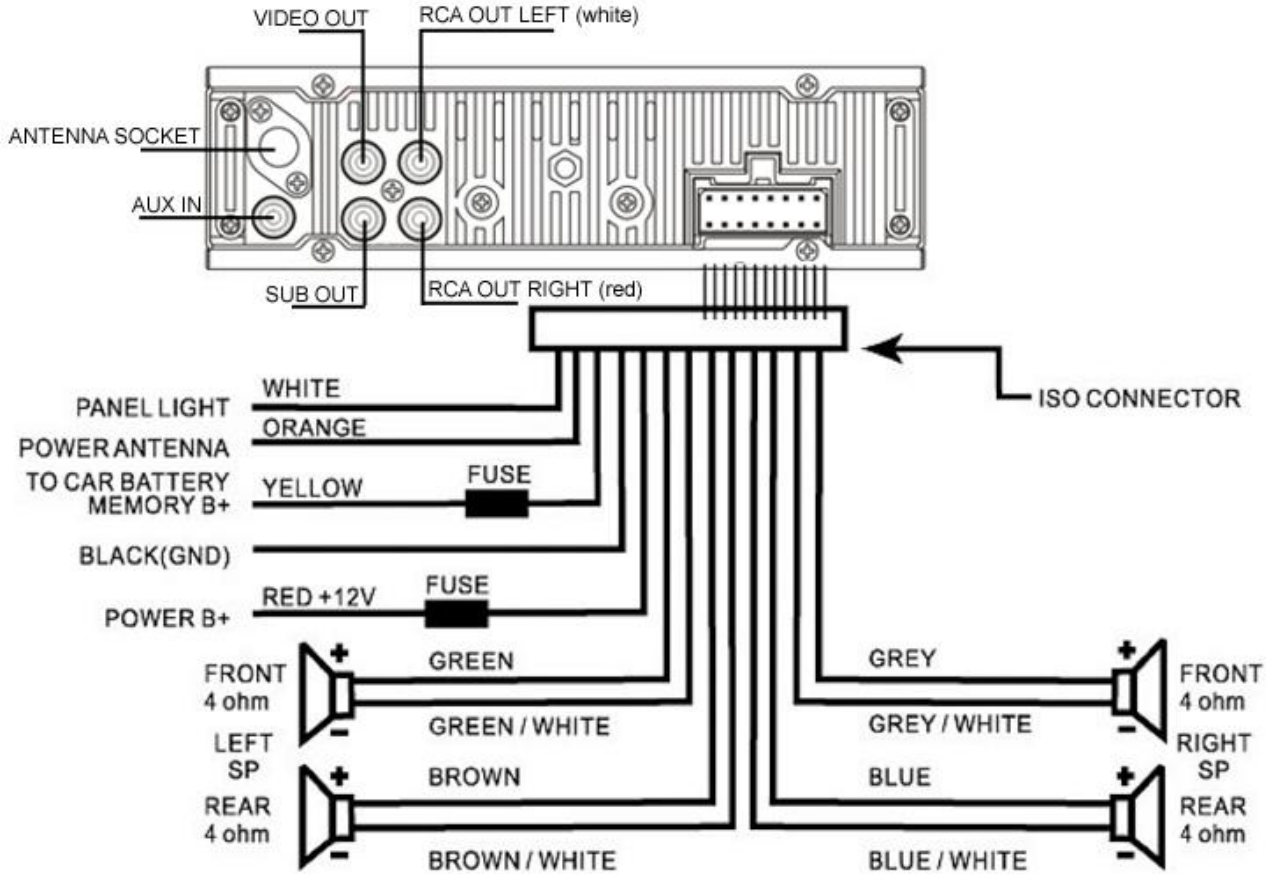 VIDEO OUT
RCA OUT LEFT (white)
ANTENNA SOCKET
AUX IN
SUB OUT
RCA OUT RIGHT (red)
ISO CONNECTOR
PANEL LIGHT
WHITE
POWER ANTENNA
ORANGE
TO CAR BATTERY
MEMORY B+
YELLOW
FUSE
BLACK(GND)
POWER B+
RED +12V
FUSE
FRONT
4 ohm
+
-
GREEN
GREEN / WHITE
GREY
GREY / WHITE
+
-
FRONT
4 ohm
LEFT
SP
RIGHT
SP
REAR
4 ohm
+
-
BROWN
BROWN / WHITE
BLUE
BLUE / WHITE
+
-
REAR
4 ohm